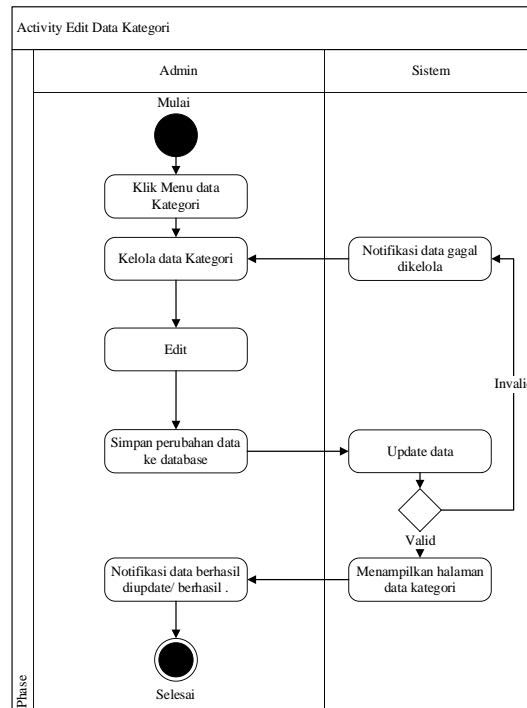 Activity Edit Data Kategori
Admin
Sistem
Mulai
Klik Menu data
Kategori
Kelola data Kategori
Notifikasi data gagal
dikelola
Edit
Invalid
Simpan perubahan data
ke database
Update data
Valid
Notifikasi data berhasil
diupdate/ berhasil .
Menampilkan halaman
data kategori
Selesai
Phase